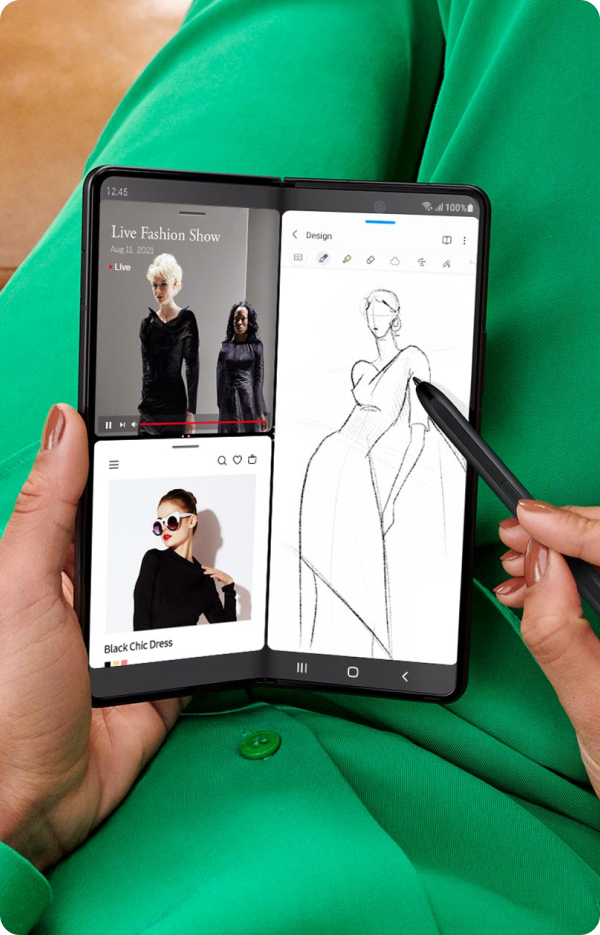 12:45
100%
Live Fashion Show
Aug 11, 2021
Live
Design
Black Chic Dress